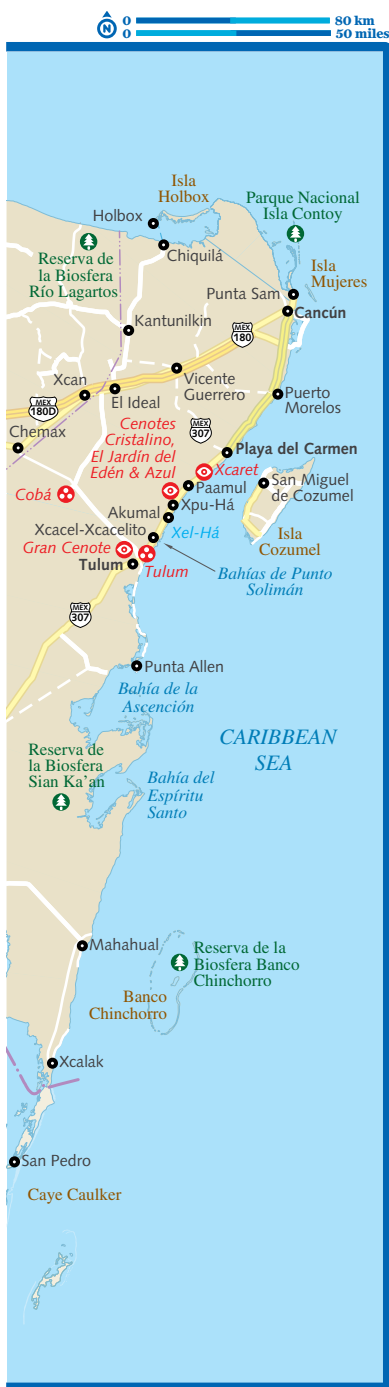 N
0 80 km
0 50 miles
Isla
Holbox
Parque Nacional
Isla Contoy
Holbox
Chiquilá
Reserva de
la Biosfera
Río Lagartos
Isla
Mujeres
Punta Sam
Cancún
Kantunilkin
MEX
180
Xcan
El Ideal
Vicente
Guerrero
Puerto
Morelos
MEX
180D
Chemax
Cenotes
Cristalino,
El Jardín del
Edén & Azul
MEX
307
Playa del Carmen
Xcaret
Cobá
Paamul
San Miguel
de Cozumel
Xpu-Há
Akumal
Xel-Há
Xcacel-Xcacelito
Isla
Cozumel
Gran Cenote
Tulum
Tulum
Bahías de Punto
Solimán
MEX
307
Punta Allen
Bahía de la
Ascención
CARIBBEAN
SEA
Reserva de
la Biosfera
Sian Ka'an
Bahía del
Espíritu
Santo
Mahahual
Reserva de la
Biosfera Banco
Chinchorro
Banco
Chinchorro
Xcalak
San Pedro
Caye Caulker